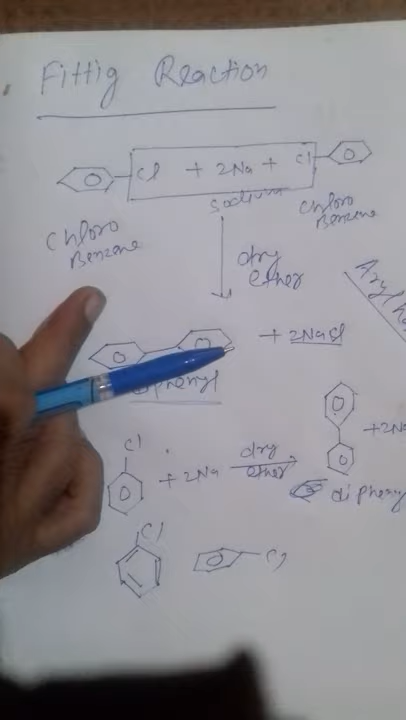 Fittig Reaction
Cl + 2Na + Cl
Sodium
Chloro
Benzene
Chloro
Benzene
dry
ether
+ 2NaCl
Cl
+ 2Na
dry
ether
di pheny
Cl
Cl